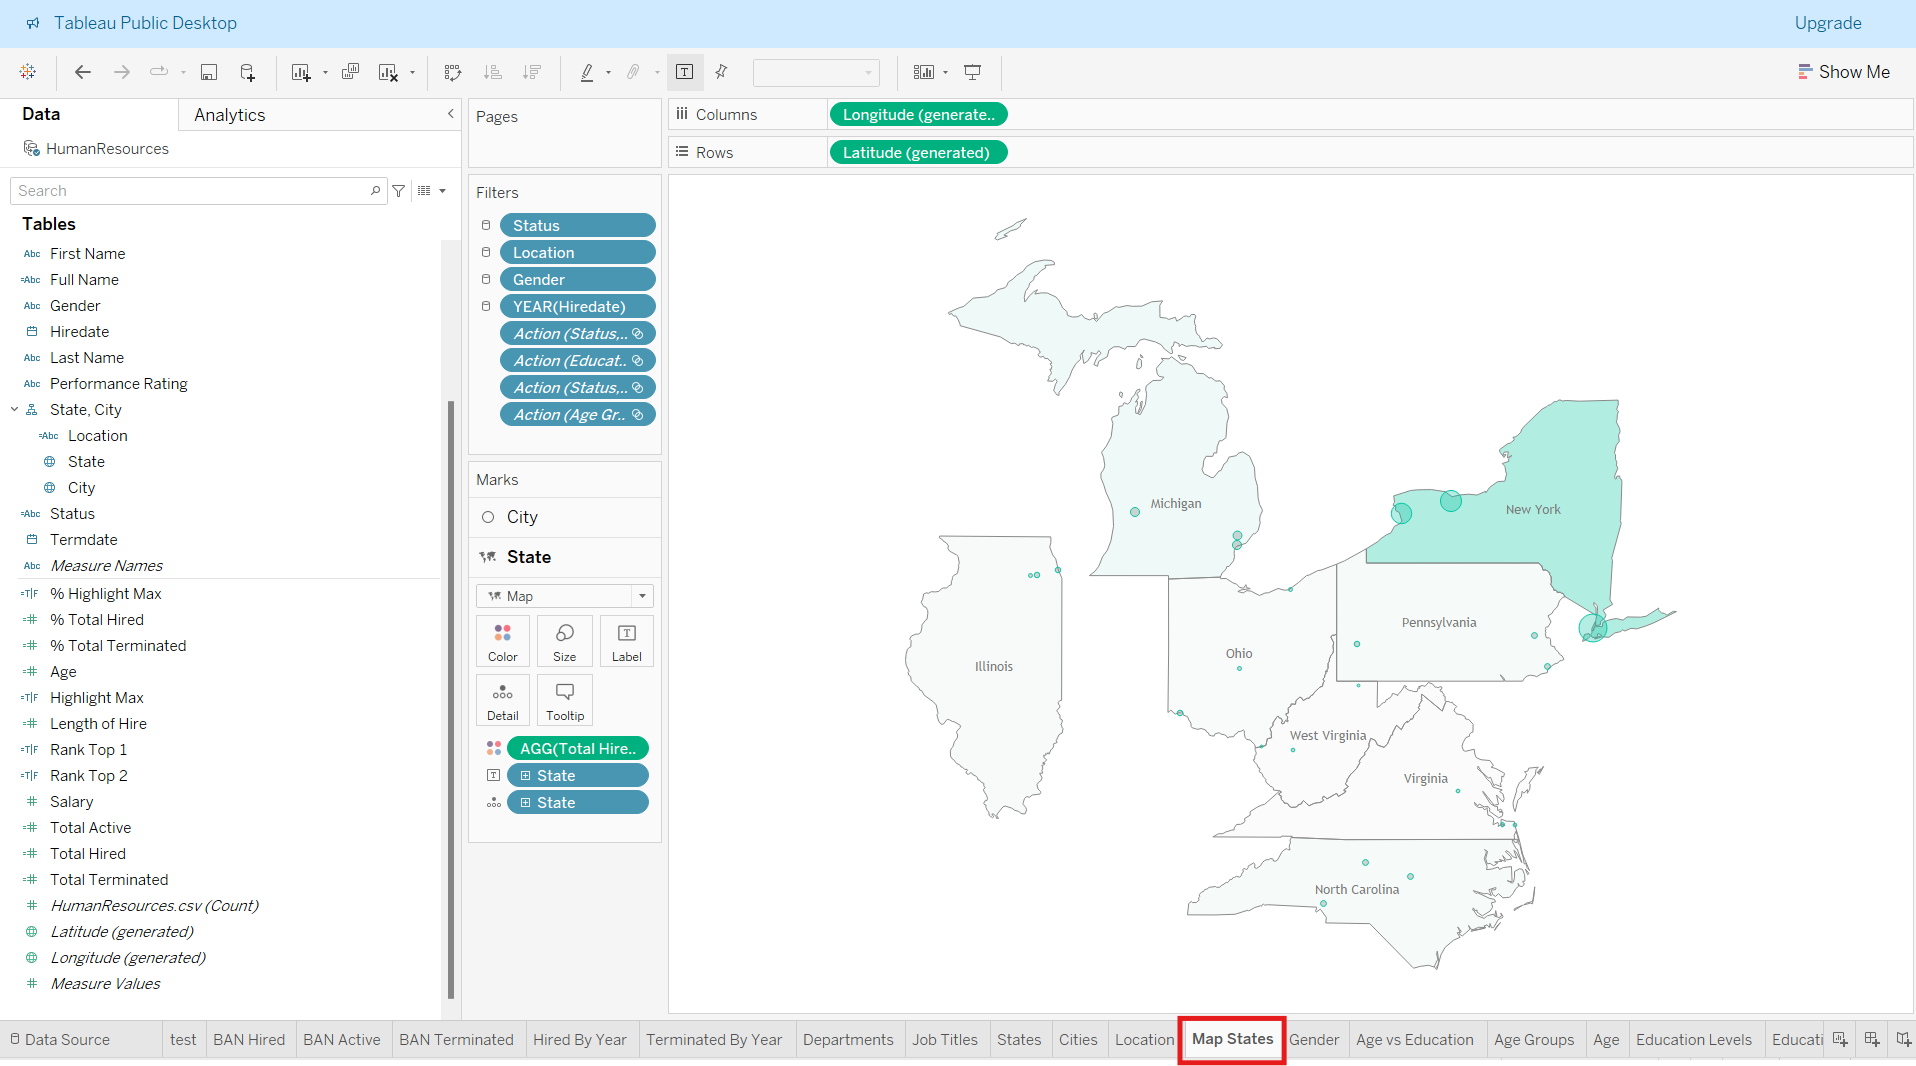 Tableau Public Desktop
Upgrade
Show Me
Data
Analytics
HumanResources
Search
Tables
Abc First Name
=Abc Full Name
Abc Gender
Hiredate
Abc Last Name
Abc Performance Rating
State, City
=Abc Location
State
City
=Abc Status
Termdate
Abc Measure Names
=T|F % Highlight Max
=# % Total Hired
=# % Total Terminated
=# Age
=T|F Highlight Max
=# Length of Hire
=T|F Rank Top 1
=T|F Rank Top 2
# Salary
=# Total Active
=# Total Hired
=# Total Terminated
# HumanResources.csv (Count)
Latitude (generated)
Longitude (generated)
# Measure Values
Pages
Filters
Status
Location
Gender
YEAR(Hiredate)
Action (Status,..
Action (Educat..
Action (Status,..
Action (Age Gr..
Marks
City
State
Map
Color
Size
Label
Detail
Tooltip
AGG(Total Hire..
State
State
Columns
Longitude (generate..
Rows
Latitude (generated)
Michigan
New York
Pennsylvania
Ohio
Illinois
West Virginia
Virginia
North Carolina
Data Source
test
BAN Hired
BAN Active
BAN Terminated
Hired By Year
Terminated By Year
Departments
Job Titles
States
Cities
Location
Map States
Gender
Age vs Education
Age Groups
Age
Education Levels
Educati